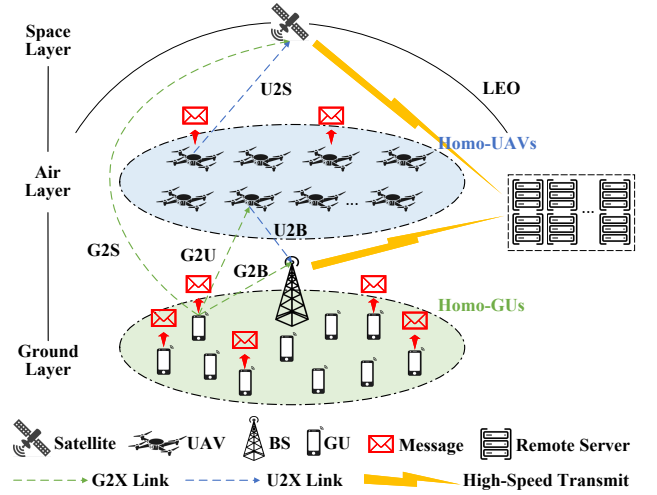 Space
Layer
LEO
U2S
Homo-UAVs
Air
Layer
...
...
U2B
G2S
G2U
G2B
Homo-GUs
Ground
Layer
Satellite
UAV
BS
GU
Message
Remote Server
G2X Link
U2X Link
High-Speed Transmit